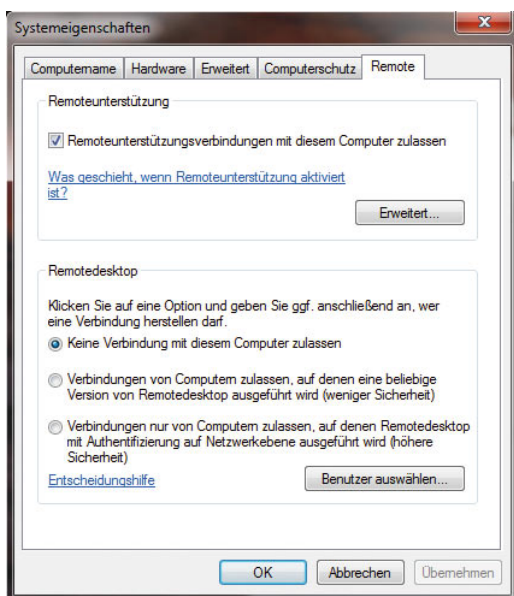 Systemeigenschaften
Computername Hardware Erweitert Computerschutz Remote
Remoteunterstützung
Remoteunterstützungsverbindungen mit diesem Computer zulassen
Was geschieht, wenn Remoteunterstützung aktiviert
ist?
Erweitert...
Remotedesktop
Klicken Sie auf eine Option und geben Sie ggf. anschließend an, wer
eine Verbindung herstellen darf.
Keine Verbindung mit diesem Computer zulassen
Verbindungen von Computern zulassen, auf denen eine beliebige
Version von Remotedesktop ausgeführt wird (weniger Sicherheit)
Verbindungen nur von Computern zulassen, auf denen Remotedesktop
mit Authentifizierung auf Netzwerkebene ausgeführt wird (höhere
Sicherheit)
Entscheidungshilfe Benutzer auswählen...
OK Abbrechen Übernehmen